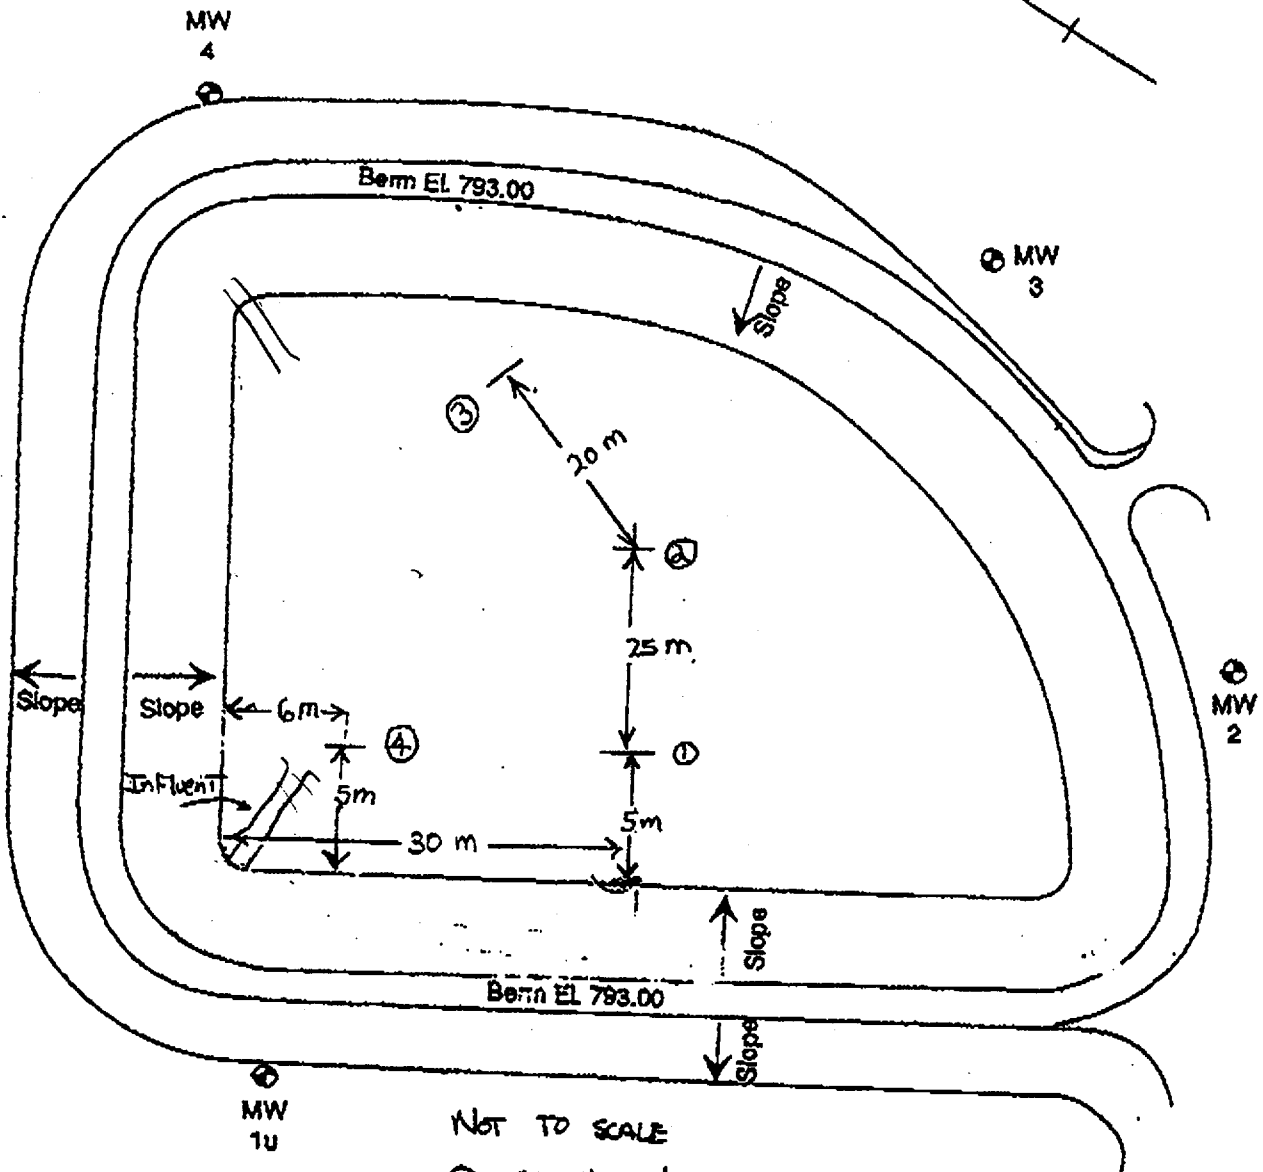 MW
4
Berm El. 793.00
MW
3
Slope
3
20 m
2
25 m
Slope
Slope
6m
MW
2
4
1
Influent
5m
5m
30 m
Slope
Berm El. 793.00
Slope
MW
1u
NOT TO SCALE